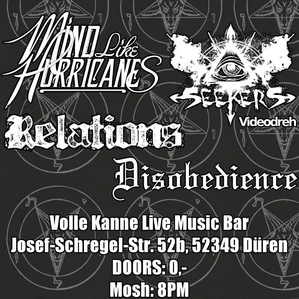 Mind Like
Hurricanes
SEEKERS
Videodreh
Relations
Disobedience
Volle Kanne Live Music Bar
Josef-Schregel-Str. 52b, 52349 Düren
DOORS: 0,-
Mosh: 8PM